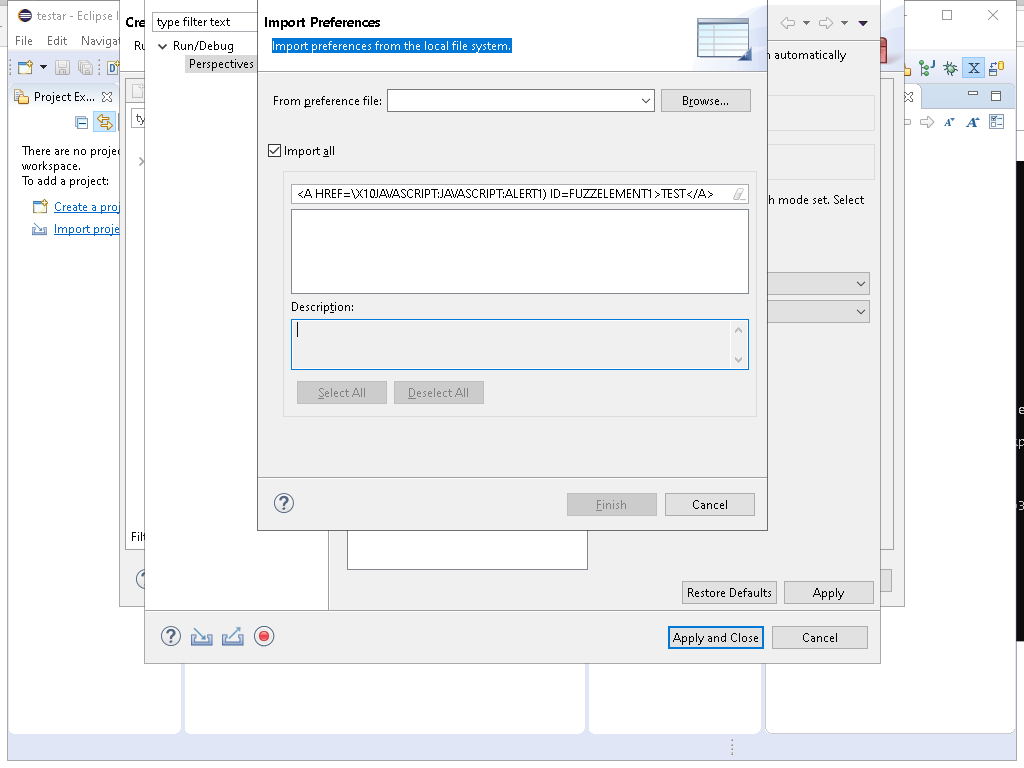 testar - Eclipse I
File Edit Navigat
Project Ex...
There are no proje
workspace.
To add a project:
Create a proj
Import proje
Cre
Ru
ty
Filt
type filter text
Run/Debug
Perspectives
Import Preferences
Import preferences from the local file system.
From preference file:
Browse...
Import all
<A HREF=\X10JAVASCRIPT:JAVASCRIPT:ALERT1) ID=FUZZELEMENT1>TEST</A>
Description:
Select All
Deselect All
Finish
Cancel
automatically
h mode set. Select
Restore Defaults
Apply
Apply and Close
Cancel